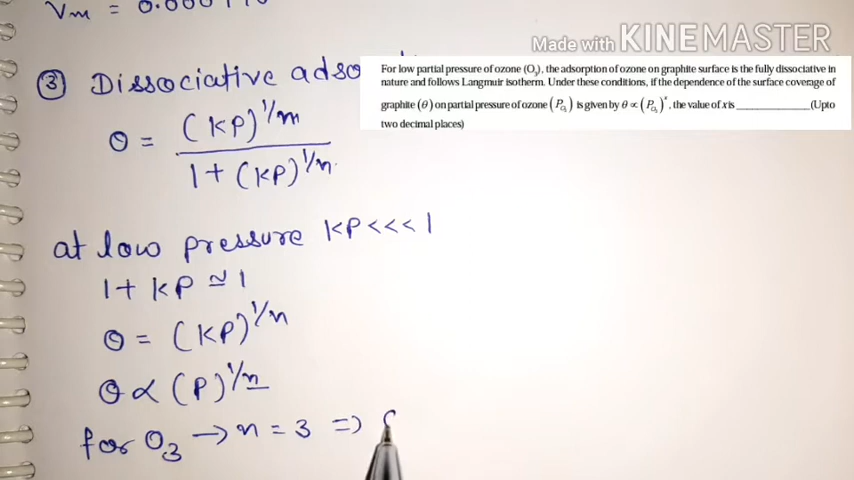 Vm = 0.000
Made with KINEMASTER
③ Dissociative adso
For low partial pressure of ozone (O₃), the adsorption of ozone on graphite surface is the fully dissociative in
nature and follows Langmuir isotherm. Under these conditions, if the dependence of the surface coverage of
graphite (θ) on partial pressure of ozone (P_O₃) is given by θ ∝ (P_O₃)ˣ, the value of x is ____________ (Upto
two decimal places)
θ = (KP)^1/n / 1 + (KP)^1/n.
at low pressure KP <<< 1
1 + KP ≃ 1
θ = (KP)^1/n
θ ∝ (P)^1/n
for O₃ → n = 3 ⇒